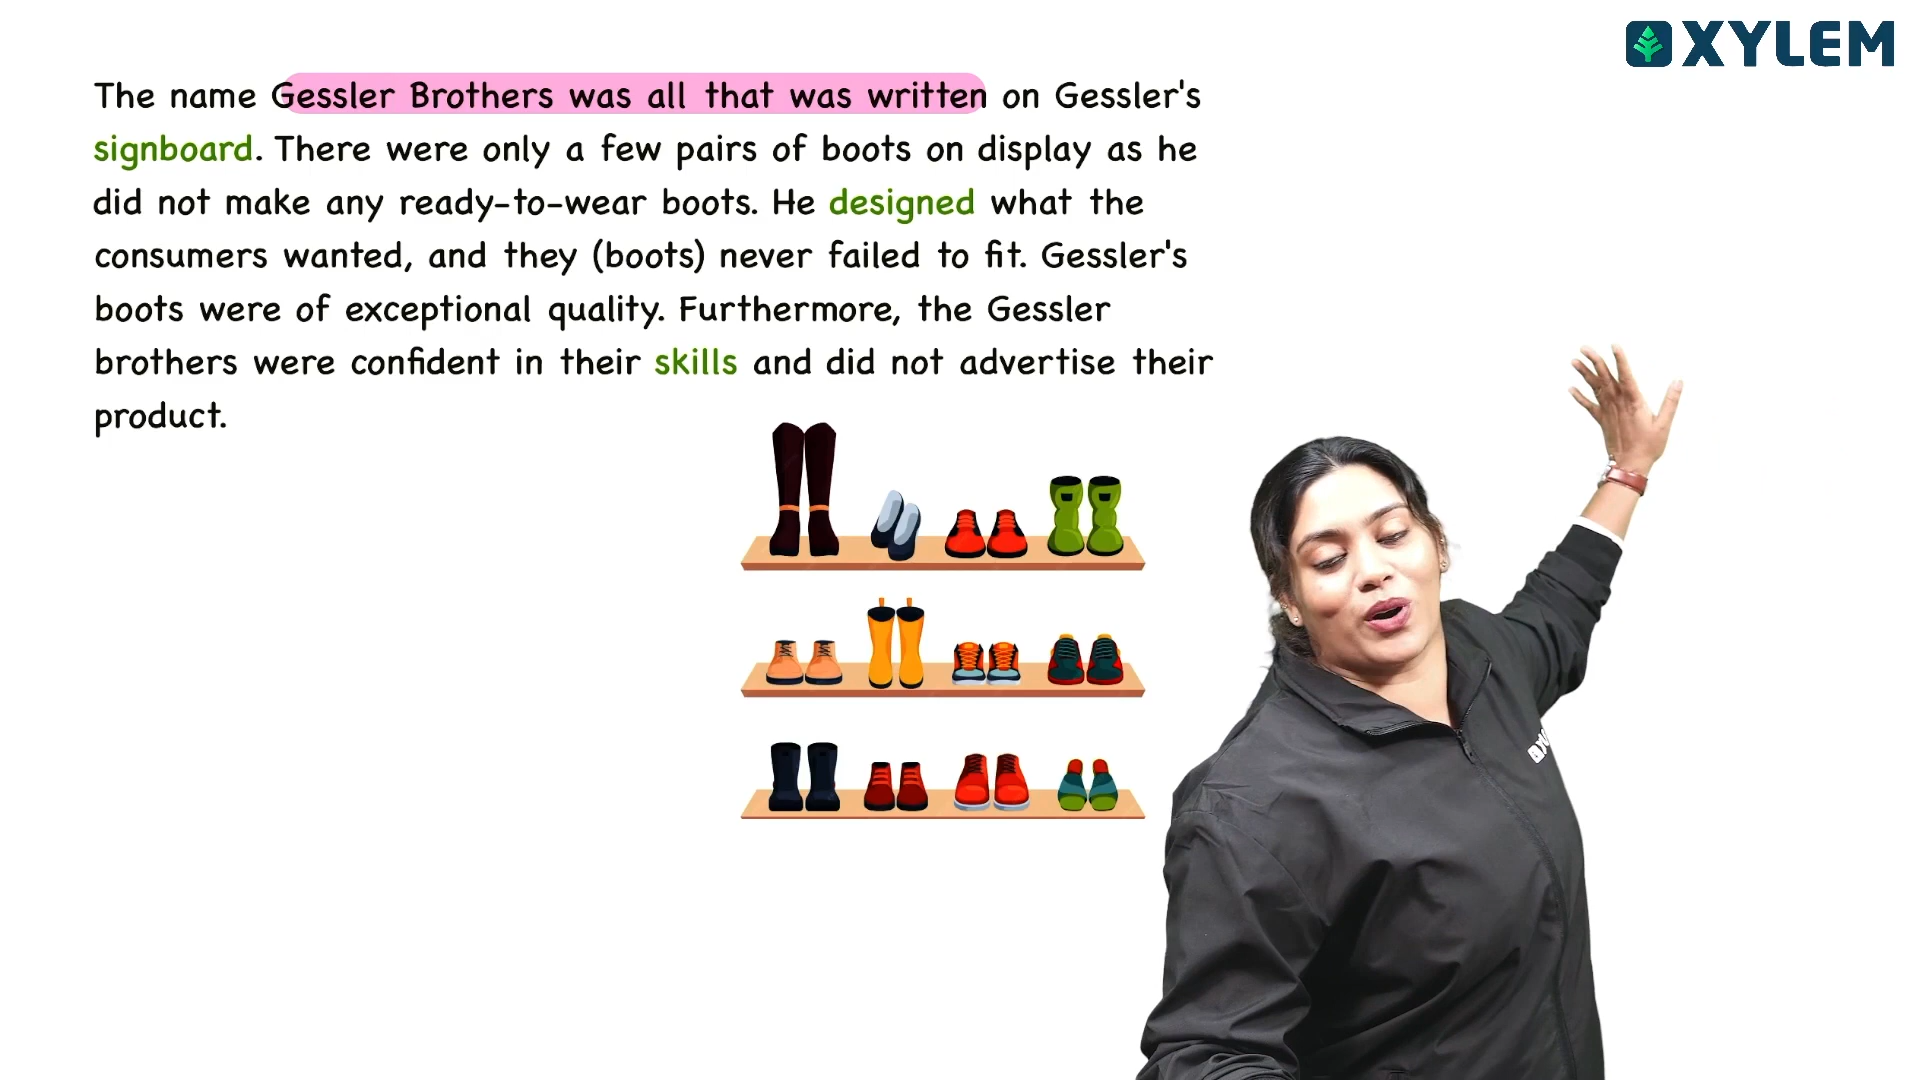 XYLEM
The name Gessler Brothers was all that was written on Gessler's
signboard. There were only a few pairs of boots on display as he
did not make any ready-to-wear boots. He designed what the
consumers wanted, and they (boots) never failed to fit. Gessler's
boots were of exceptional quality. Furthermore, the Gessler
brothers were confident in their skills and did not advertise their
product.